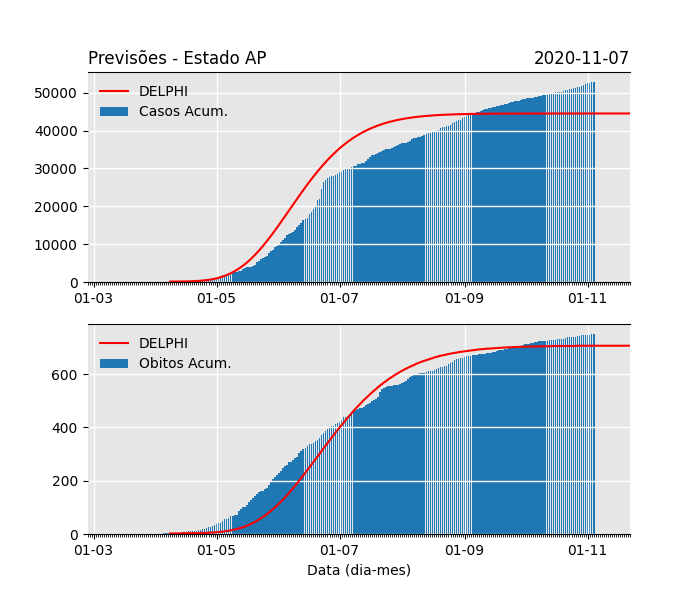 Previsões - Estado AP 2020-11-07
DELPHI
Casos Acum.
50000
40000
30000
20000
10000
0
01-03 01-05 01-07 01-09 01-11
DELPHI
Obitos Acum.
600
400
200
0
01-03 01-05 01-07 01-09 01-11
Data (dia-mes)